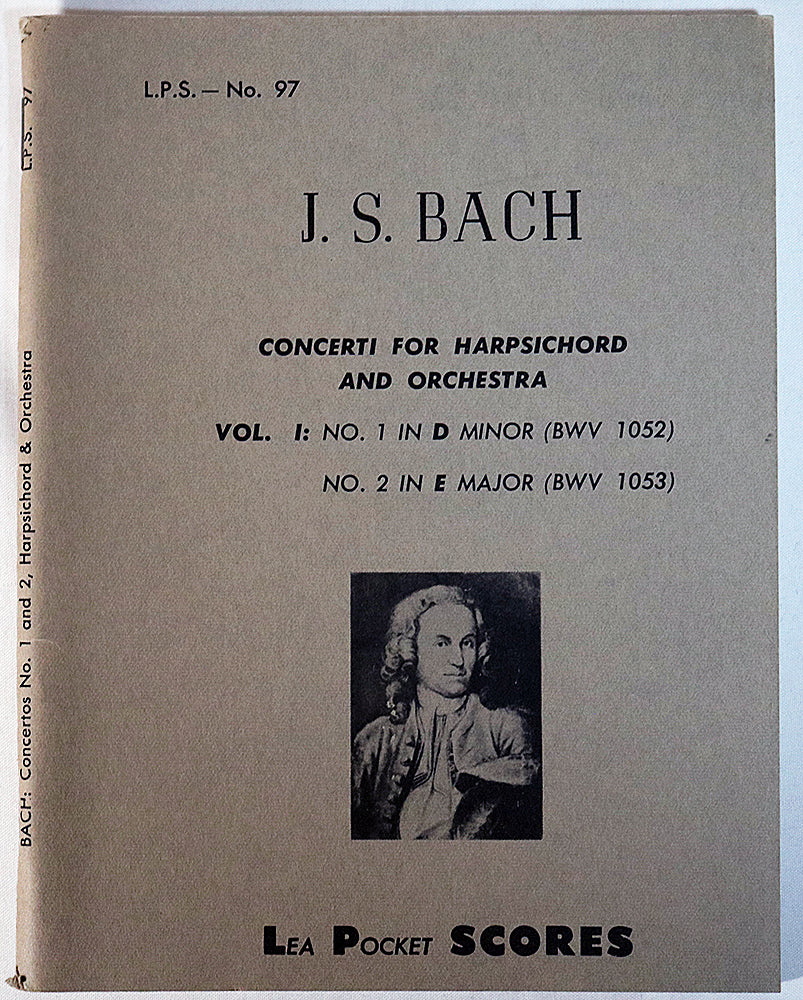 L.P.S. — No. 97
J. S. BACH
CONCERTI FOR HARPSICHORD
AND ORCHESTRA
VOL. I: NO. 1 IN D MINOR (BWV 1052)
NO. 2 IN E MAJOR (BWV 1053)
LEA POCKET SCORES
L.P.S. 97
BACH: Concertos No. 1 and 2, Harpsichord & Orchestra